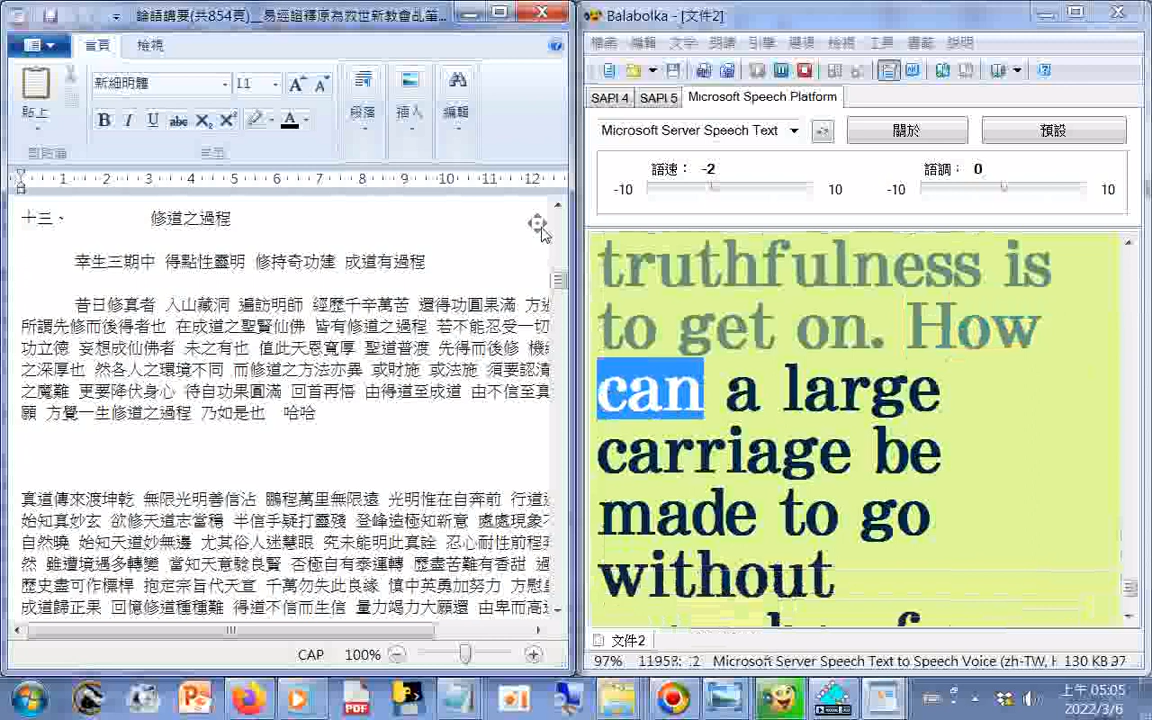 論語講要(共854頁)__易經證釋原為救世新教會乩筆...
首頁
檢視
貼上
新細明體
11
段落
插入
編輯
剪貼簿
字型
1 2 3 4 5 6 7 8 9 10 11 12
十三、 修道之過程
幸生三期中 得點性靈明 修持奇功建 成道有過程
昔日修真者 入山藏洞 遍訪明師 經歷千辛萬苦 還得功圓果滿 方
所謂先修而後得者也 在成道之聖賢仙佛 皆有修道之過程 若不能忍受一切
功立德 妄想成仙佛者 未之有也 值此天恩寬厚 聖道普渡 先得而後修 機
之深厚也 然各人之環境不同 而修道之方法亦異 或財施 或法施 須要認清
之魔難 更要降伏身心 待自功果圓滿 回首再悟 由得道至成道 由不信至真
願 方覺一生修道之過程 乃如是也 哈哈
真道傳來渡坤乾 無限光明善信沾 鵬程萬里無限遠 光明惟在自奔前 行道
始知真妙玄 欲修天道志當穩 半信半疑打靈殘 登峰造極知新意 處處現象
自然曉 始知天道妙無邊 尤其俗人迷慧眼 究未能明此真詮 忍心耐性前程
然 雖遭境遇多轉變 當知天意驗良賢 否極自有泰運轉 歷盡苦難有香甜 過
歷史盡可作標桿 抱定宗旨代天宣 千萬勿失此良緣 慎中英勇加努力 方慰
成道歸正果 回憶修道種種難 得道不信而生信 量力竭力大願還 由卑而高
CAP 100%
Balabolka - [文件2]
檔案 編輯 文字 朗讀 引擎 選項 檢視 工具 書籤 說明
SAPI 4 SAPI 5 Microsoft Speech Platform
Microsoft Server Speech Text
關於
預設
語速： -2
語調： 0
-10 10 -10 10
truthfulness is
to get on. How
can a large
carriage be
made to go
without
文件2
97%
Microsoft Server Speech Text to Speech Voice (zh-TW, H
130 KB
上午 05:05
2022/3/6